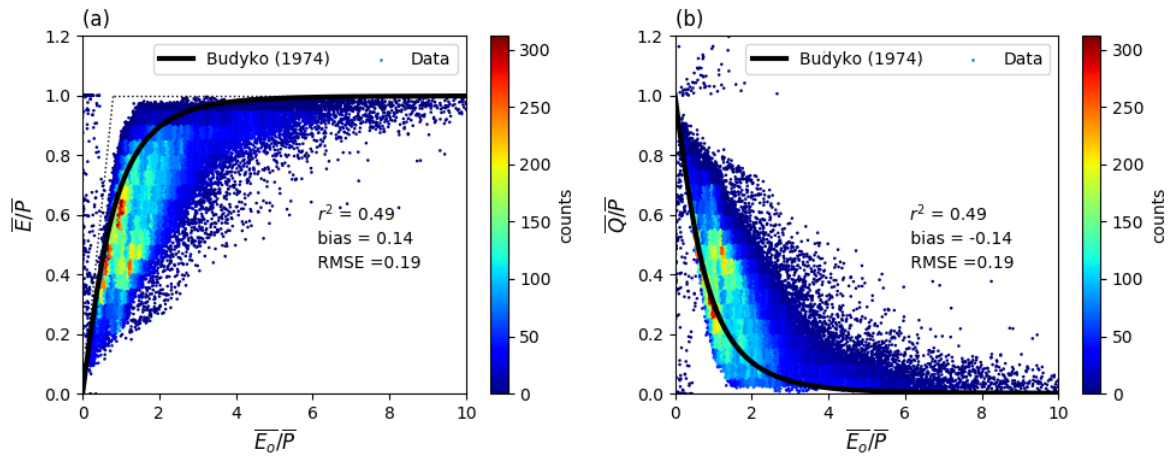 (a)
Budyko (1974) Data
1.2
1.0
0.8
0.6
0.4
0.2
0.0
E̅/P̅
r² = 0.49
bias = 0.14
RMSE =0.19
0 2 4 6 8 10
E̅ₒ̅/P̅
300
250
200
150
100
50
0
counts
(b)
Budyko (1974) Data
1.2
1.0
0.8
0.6
0.4
0.2
0.0
Q̅/P̅
r² = 0.49
bias = -0.14
RMSE =0.19
0 2 4 6 8 10
E̅ₒ̅/P̅
300
250
200
150
100
50
0
counts